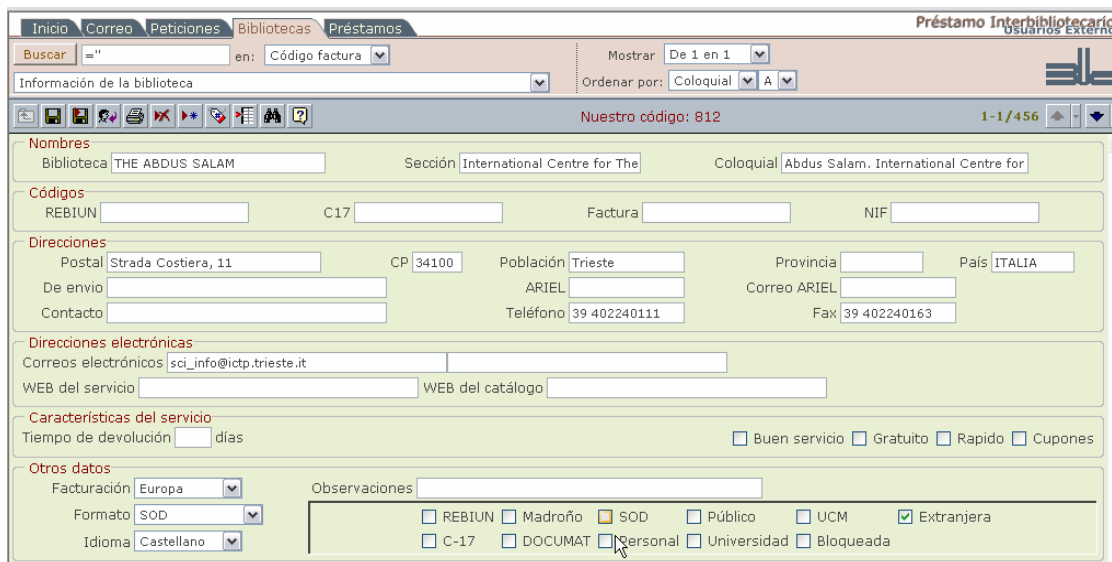 Inicio Correo Peticiones Bibliotecas Préstamos Préstamo Interbibliotecario
Usuarios Externo
Buscar ='' en: Código factura Mostrar De 1 en 1
Información de la biblioteca Ordenar por: Coloquial A
Nuestro código: 812 1-1/456
Nombres
Biblioteca THE ABDUS SALAM Sección International Centre for The Coloquial Abdus Salam. International Centre for
Códigos
REBIUN C17 Factura NIF
Direcciones
Postal Strada Costiera, 11 CP 34100 Población Trieste Provincia País ITALIA
De envio ARIEL Correo ARIEL
Contacto Teléfono 39 402240111 Fax 39 402240163
Direcciones electrónicas
Correos electrónicos sci_info@ictp.trieste.it
WEB del servicio WEB del catálogo
Características del servicio
Tiempo de devolución días Buen servicio Gratuito Rapido Cupones
Otros datos
Facturación Europa Observaciones
Formato SOD REBIUN Madroño SOD Público UCM Extranjera
Idioma Castellano C-17 DOCUMAT Personal Universidad Bloqueada